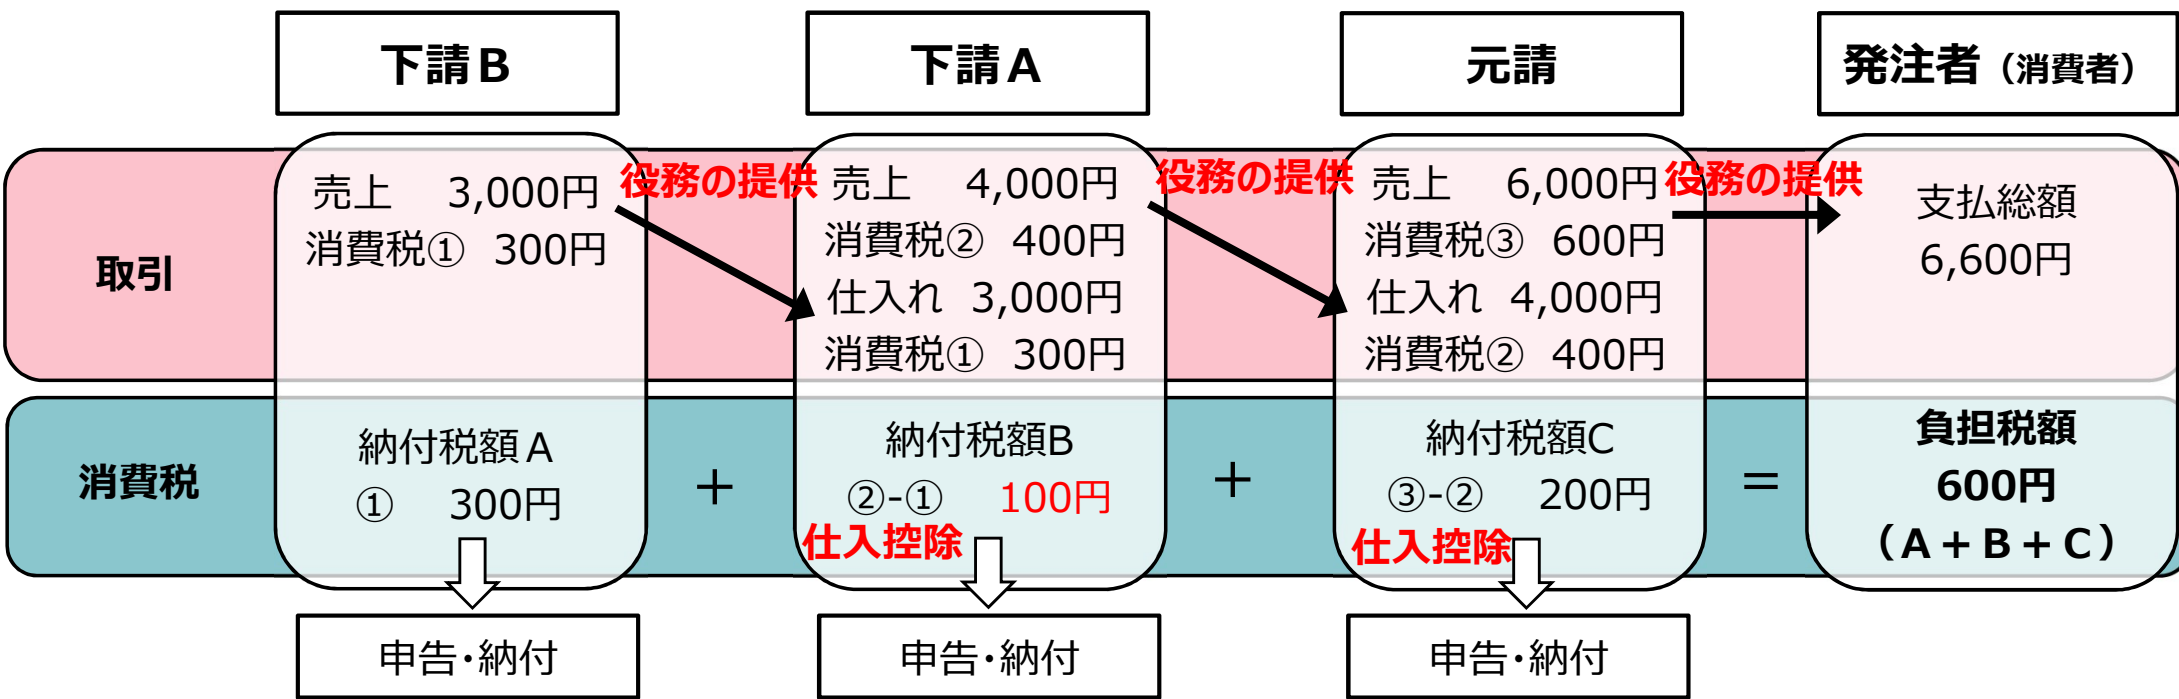 下請B
下請A
元請
発注者（消費者）
取引
売上 3,000円
消費税① 300円
役務の提供
売上 4,000円
消費税② 400円
仕入れ 3,000円
消費税① 300円
役務の提供
売上 6,000円
消費税③ 600円
仕入れ 4,000円
消費税② 400円
役務の提供
支払総額
6,600円
消費税
納付税額A
① 300円
＋
納付税額B
②-① 100円
仕入控除
＋
納付税額C
③-② 200円
仕入控除
＝
負担税額
600円
（A＋B＋C）
申告・納付
申告・納付
申告・納付